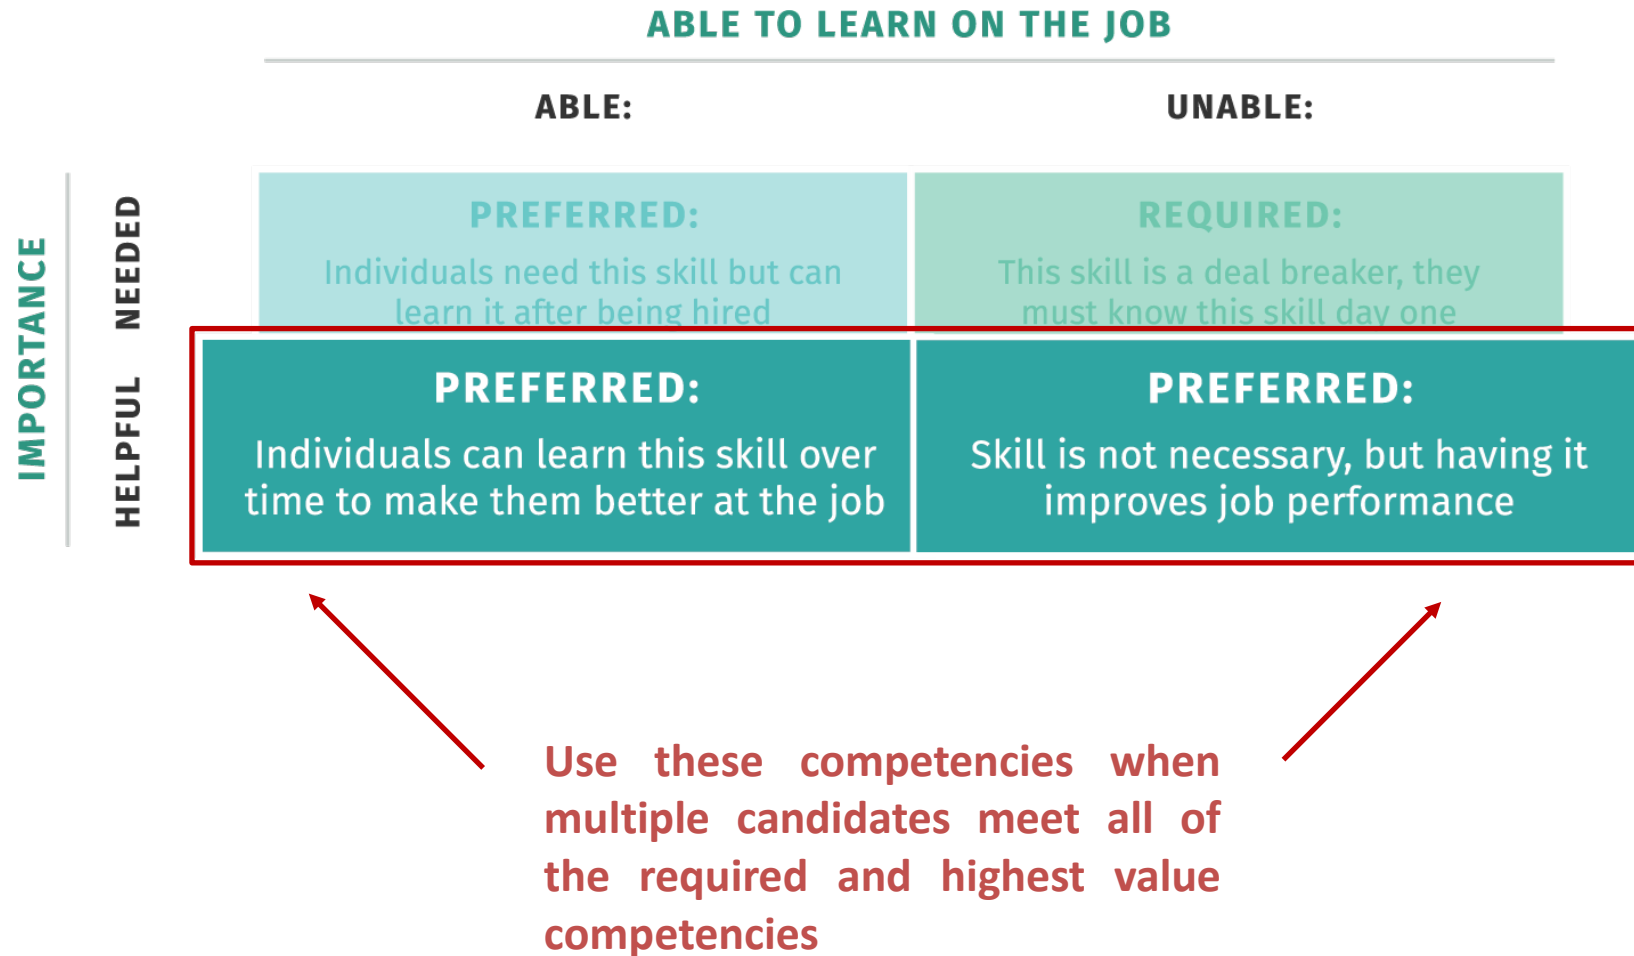 ABLE TO LEARN ON THE JOB
ABLE:
UNABLE:
IMPORTANCE
NEEDED
HELPFUL
PREFERRED:
Individuals need this skill but can
learn it after being hired
REQUIRED:
This skill is a deal breaker, they
must know this skill day one
PREFERRED:
Individuals can learn this skill over
time to make them better at the job
PREFERRED:
Skill is not necessary, but having it
improves job performance
Use these competencies when
multiple candidates meet all of
the required and highest value
competencies